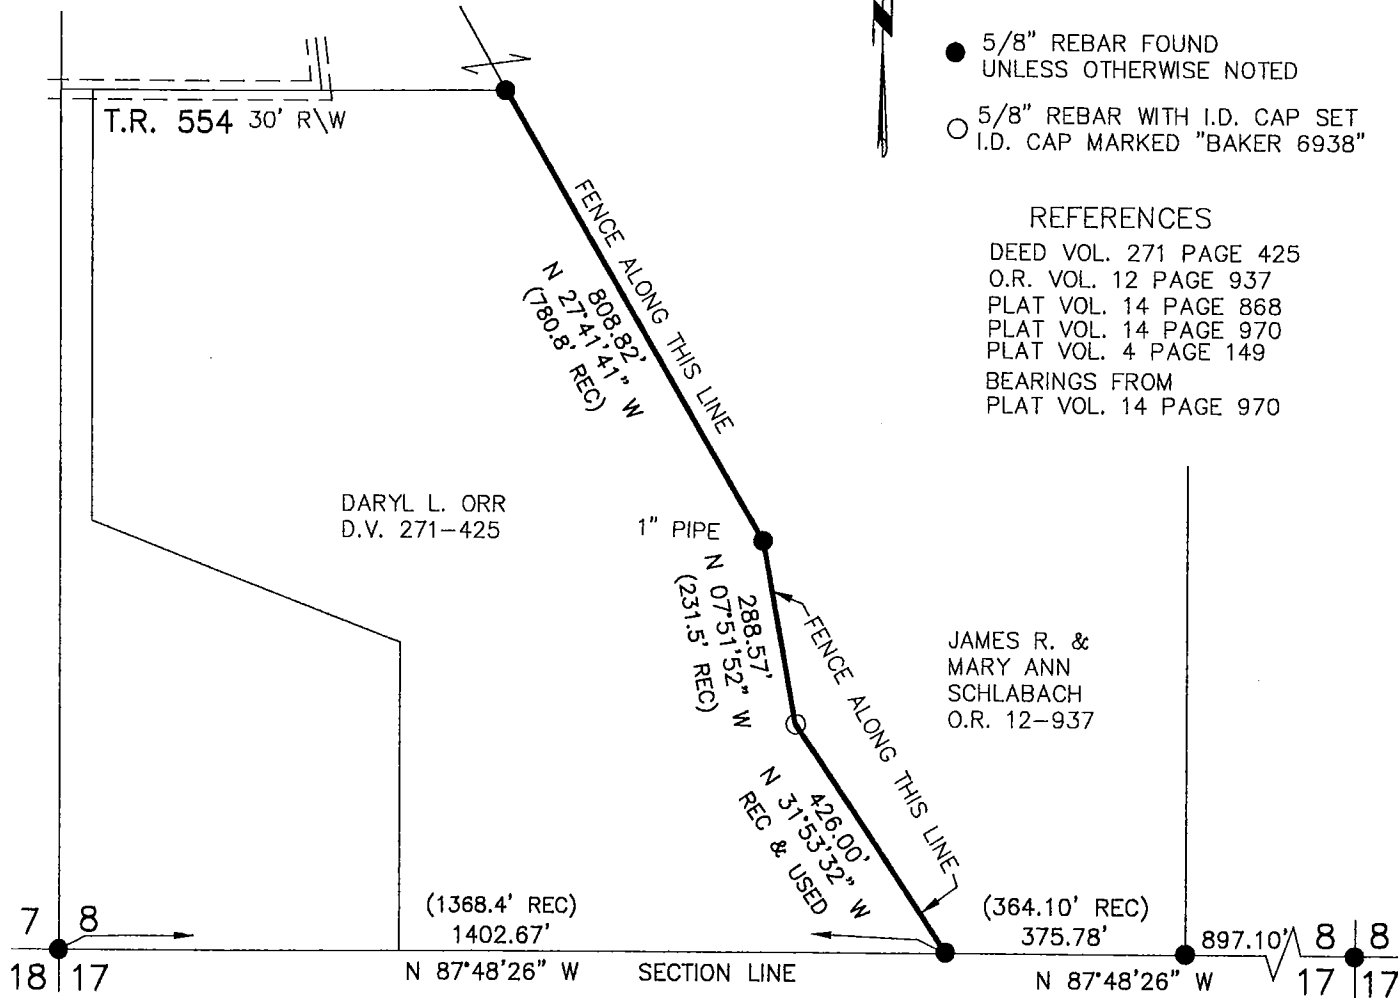 5/8" REBAR FOUND
UNLESS OTHERWISE NOTED
5/8" REBAR WITH I.D. CAP SET
I.D. CAP MARKED "BAKER 6938"
T.R. 554 30' R\W
REFERENCES
DEED VOL. 271 PAGE 425
O.R. VOL. 12 PAGE 937
PLAT VOL. 14 PAGE 868
PLAT VOL. 14 PAGE 970
PLAT VOL. 4 PAGE 149
BEARINGS FROM
PLAT VOL. 14 PAGE 970
FENCE ALONG THIS LINE
808.82'
N 27°41'41" W
(780.8' REC)
DARYL L. ORR
D.V. 271-425
1" PIPE
288.57'
N 07°51'52" W
(231.5' REC)
FENCE ALONG THIS LINE
JAMES R. &
MARY ANN
SCHLABACH
O.R. 12-937
426.00'
N 31°53'32" W
REC & USED
(1368.4' REC)
1402.67'
N 87°48'26" W
SECTION LINE
(364.10' REC)
375.78'
N 87°48'26" W
897.10'
7 8
18 17
8 8
17 17